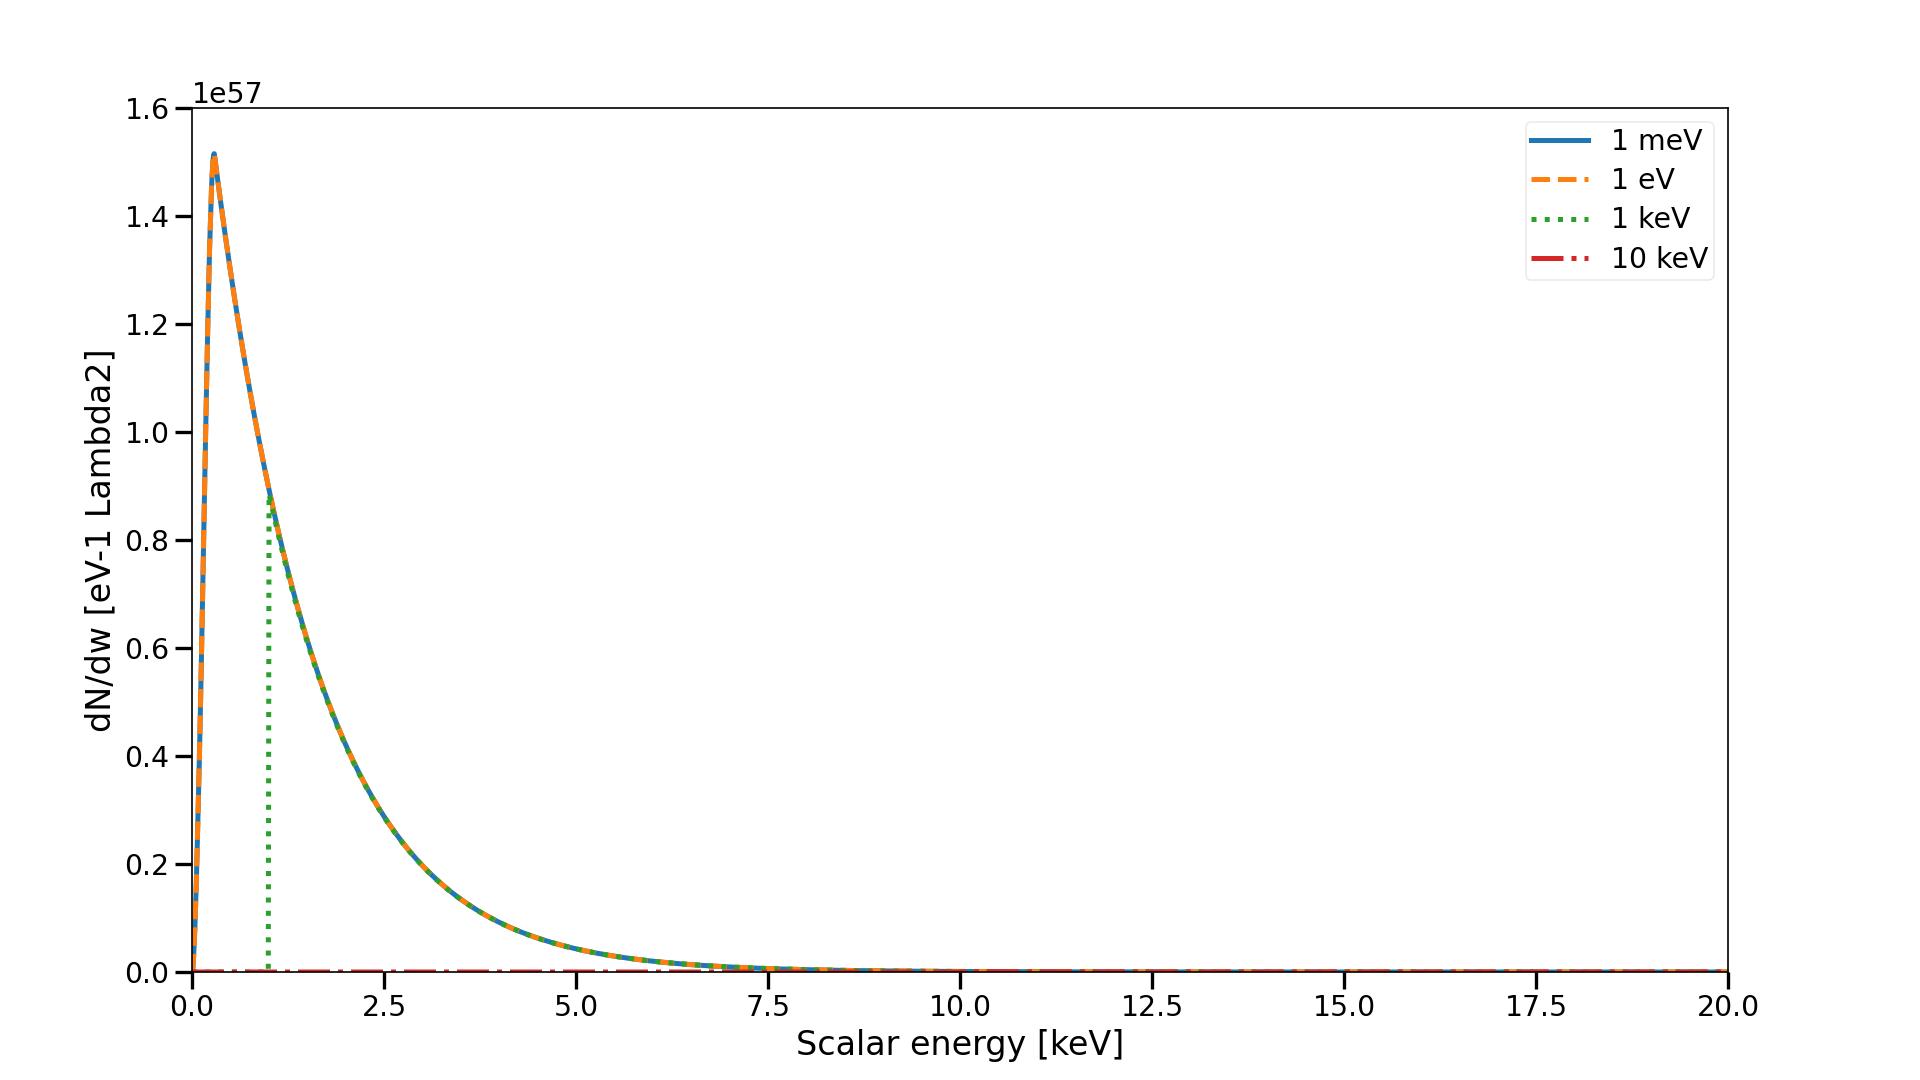 1e57
1.6
1.4
1.2
1.0
0.8
0.6
0.4
0.2
0.0
dN/dw [eV-1 Lambda2]
1 meV
1 eV
1 keV
10 keV
0.0 2.5 5.0 7.5 10.0 12.5 15.0 17.5 20.0
Scalar energy [keV]